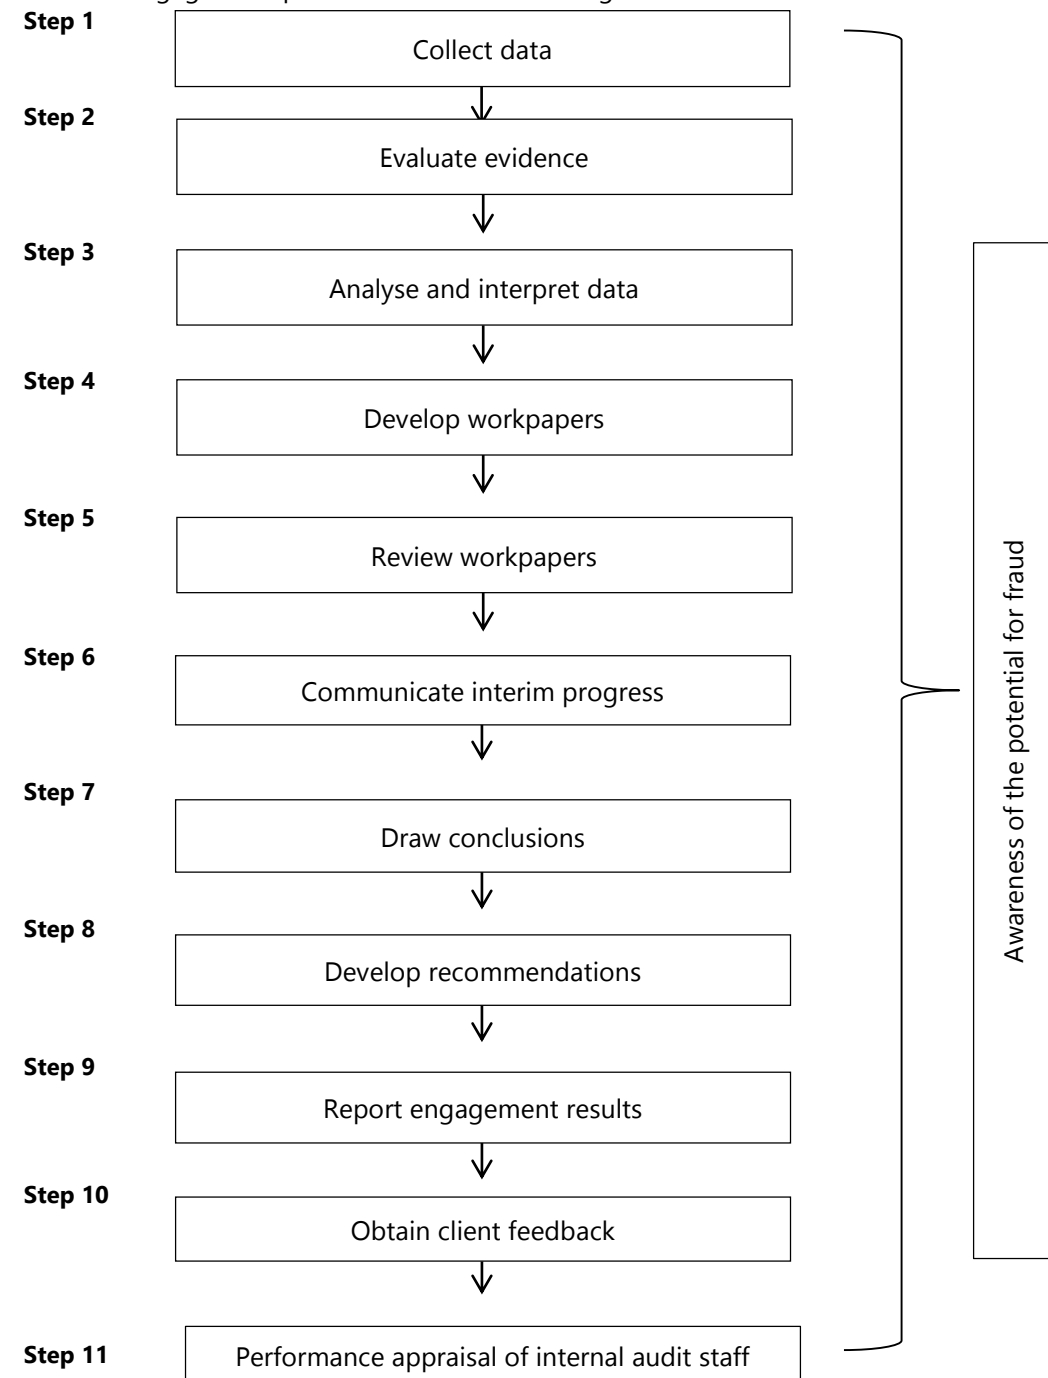 Step 1
Collect data
Step 2
Evaluate evidence
Step 3
Analyse and interpret data
Step 4
Develop workpapers
Step 5
Review workpapers
Step 6
Communicate interim progress
Step 7
Draw conclusions
Step 8
Develop recommendations
Step 9
Report engagement results
Step 10
Obtain client feedback
Step 11
Performance appraisal of internal audit staff
Awareness of the potential for fraud